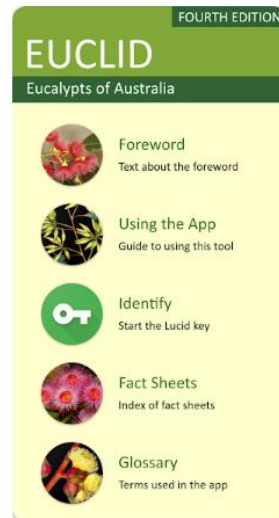 FOURTH EDITION
EUCLID
Eucalypts of Australia
Foreword
Text about the foreword
Using the App
Guide to using this tool
Identify
Start the Lucid key
Fact Sheets
Index of fact sheets
Glossary
Terms used in the app